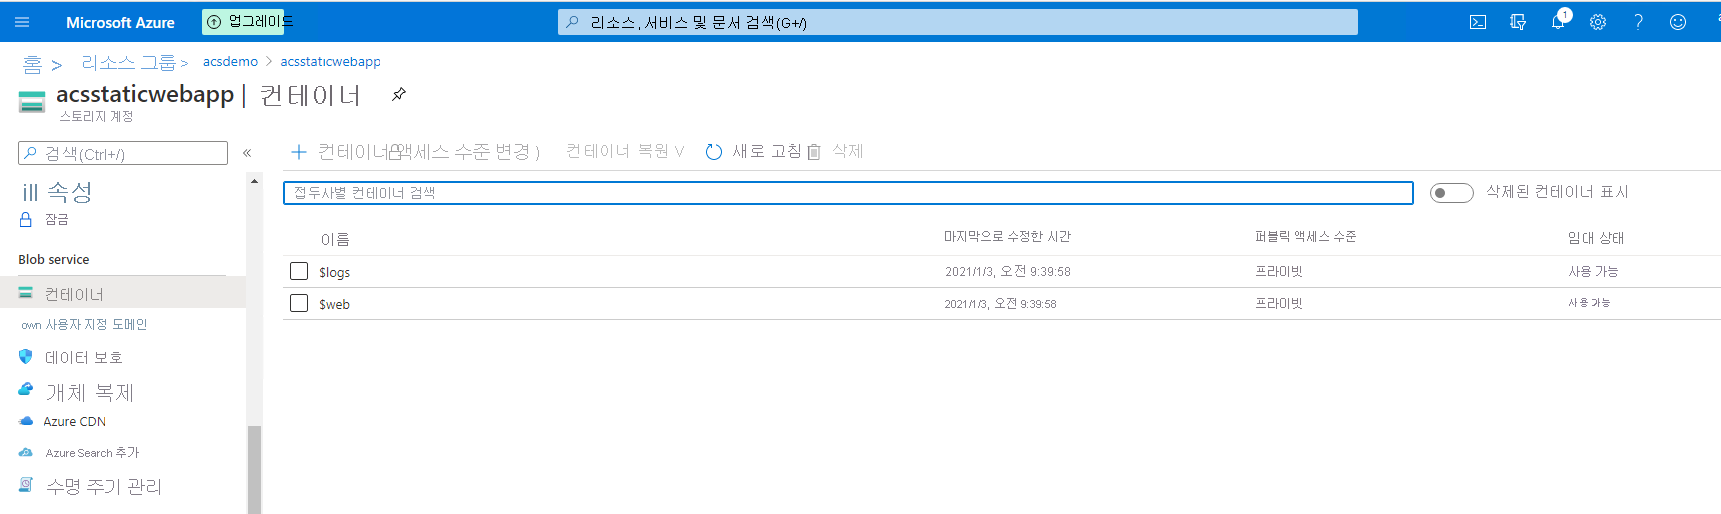 Microsoft Azure
업그레이드
리소스, 서비스 및 문서 검색(G+/)
1
홈 > 리소스 그룹 > acsdemo > acsstaticwebapp
acsstaticwebapp | 컨테이너
스토리지 계정
검색(Ctrl+/)
«
+ 컨테이너 액세스 수준 변경 )
컨테이너 복원 ∨
새로 고침
삭제
접두사별 컨테이너 검색
삭제된 컨테이너 표시
ill 속성
잠금
Blob service
컨테이너
own 사용자 지정 도메인
데이터 보호
개체 복제
Azure CDN
Azure Search 추가
수명 주기 관리
이름 마지막으로 수정한 시간 퍼블릭 액세스 수준 임대 상태
$logs 2021/1/3, 오전 9:39:58 프라이빗 사용 가능
$web 2021/1/3, 오전 9:39:58 프라이빗 사용 가능